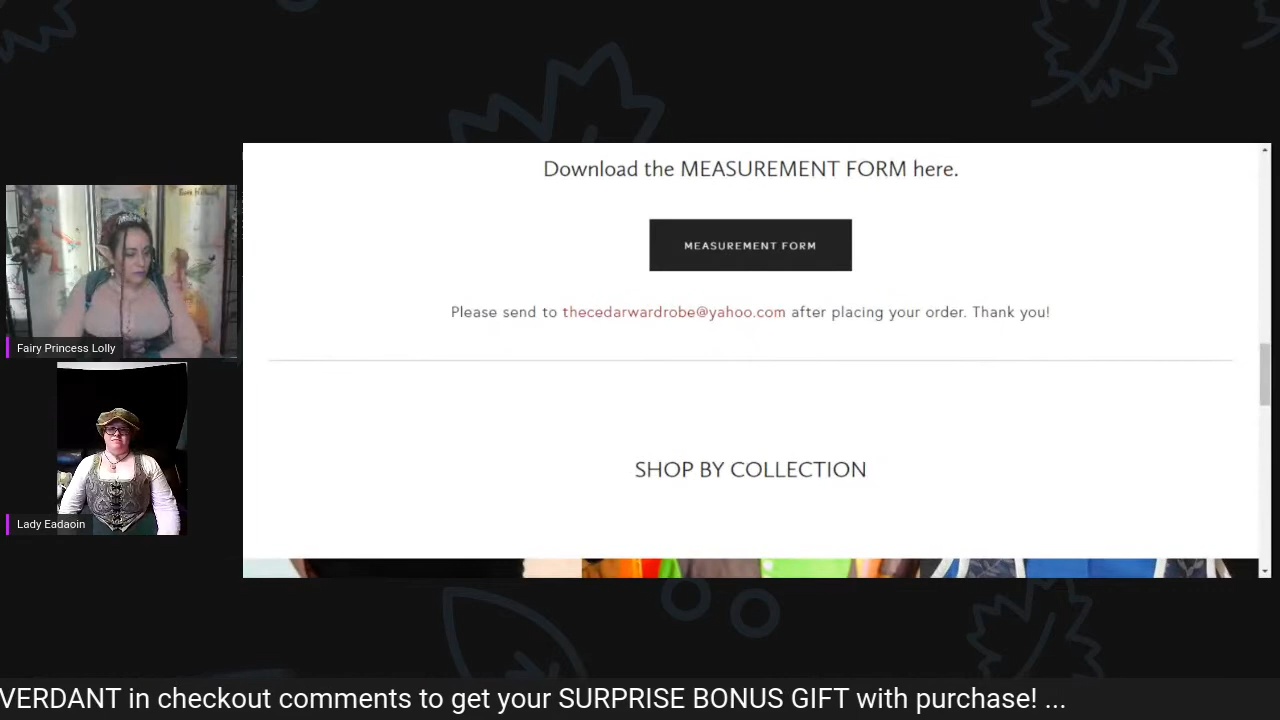 Download the MEASUREMENT FORM here.
MEASUREMENT FORM
Please send to thecedarwardrobe@yahoo.com after placing your order. Thank you!
SHOP BY COLLECTION
Fairy Princess Lolly
Lady Eadaoin
VERDANT in checkout comments to get your SURPRISE BONUS GIFT with purchase! ...